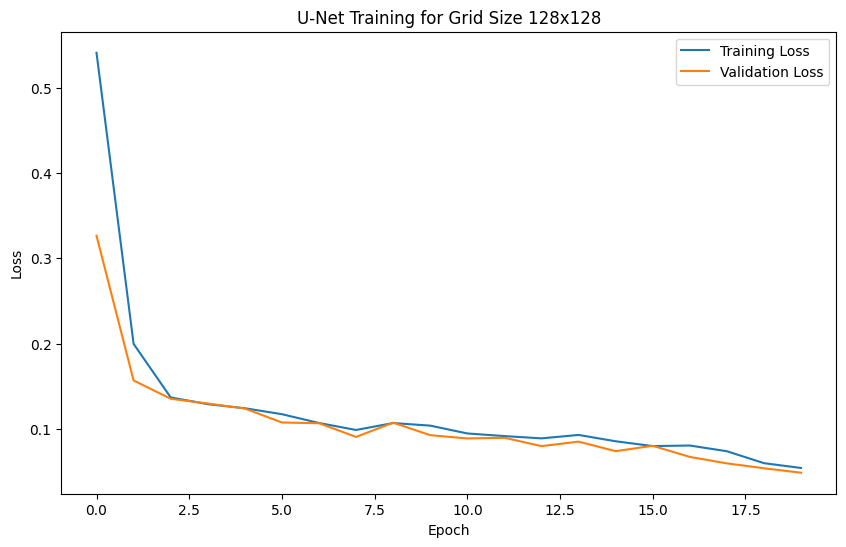 U-Net Training for Grid Size 128x128
Training Loss
Validation Loss
Loss
0.5
0.4
0.3
0.2
0.1
0.0 2.5 5.0 7.5 10.0 12.5 15.0 17.5
Epoch